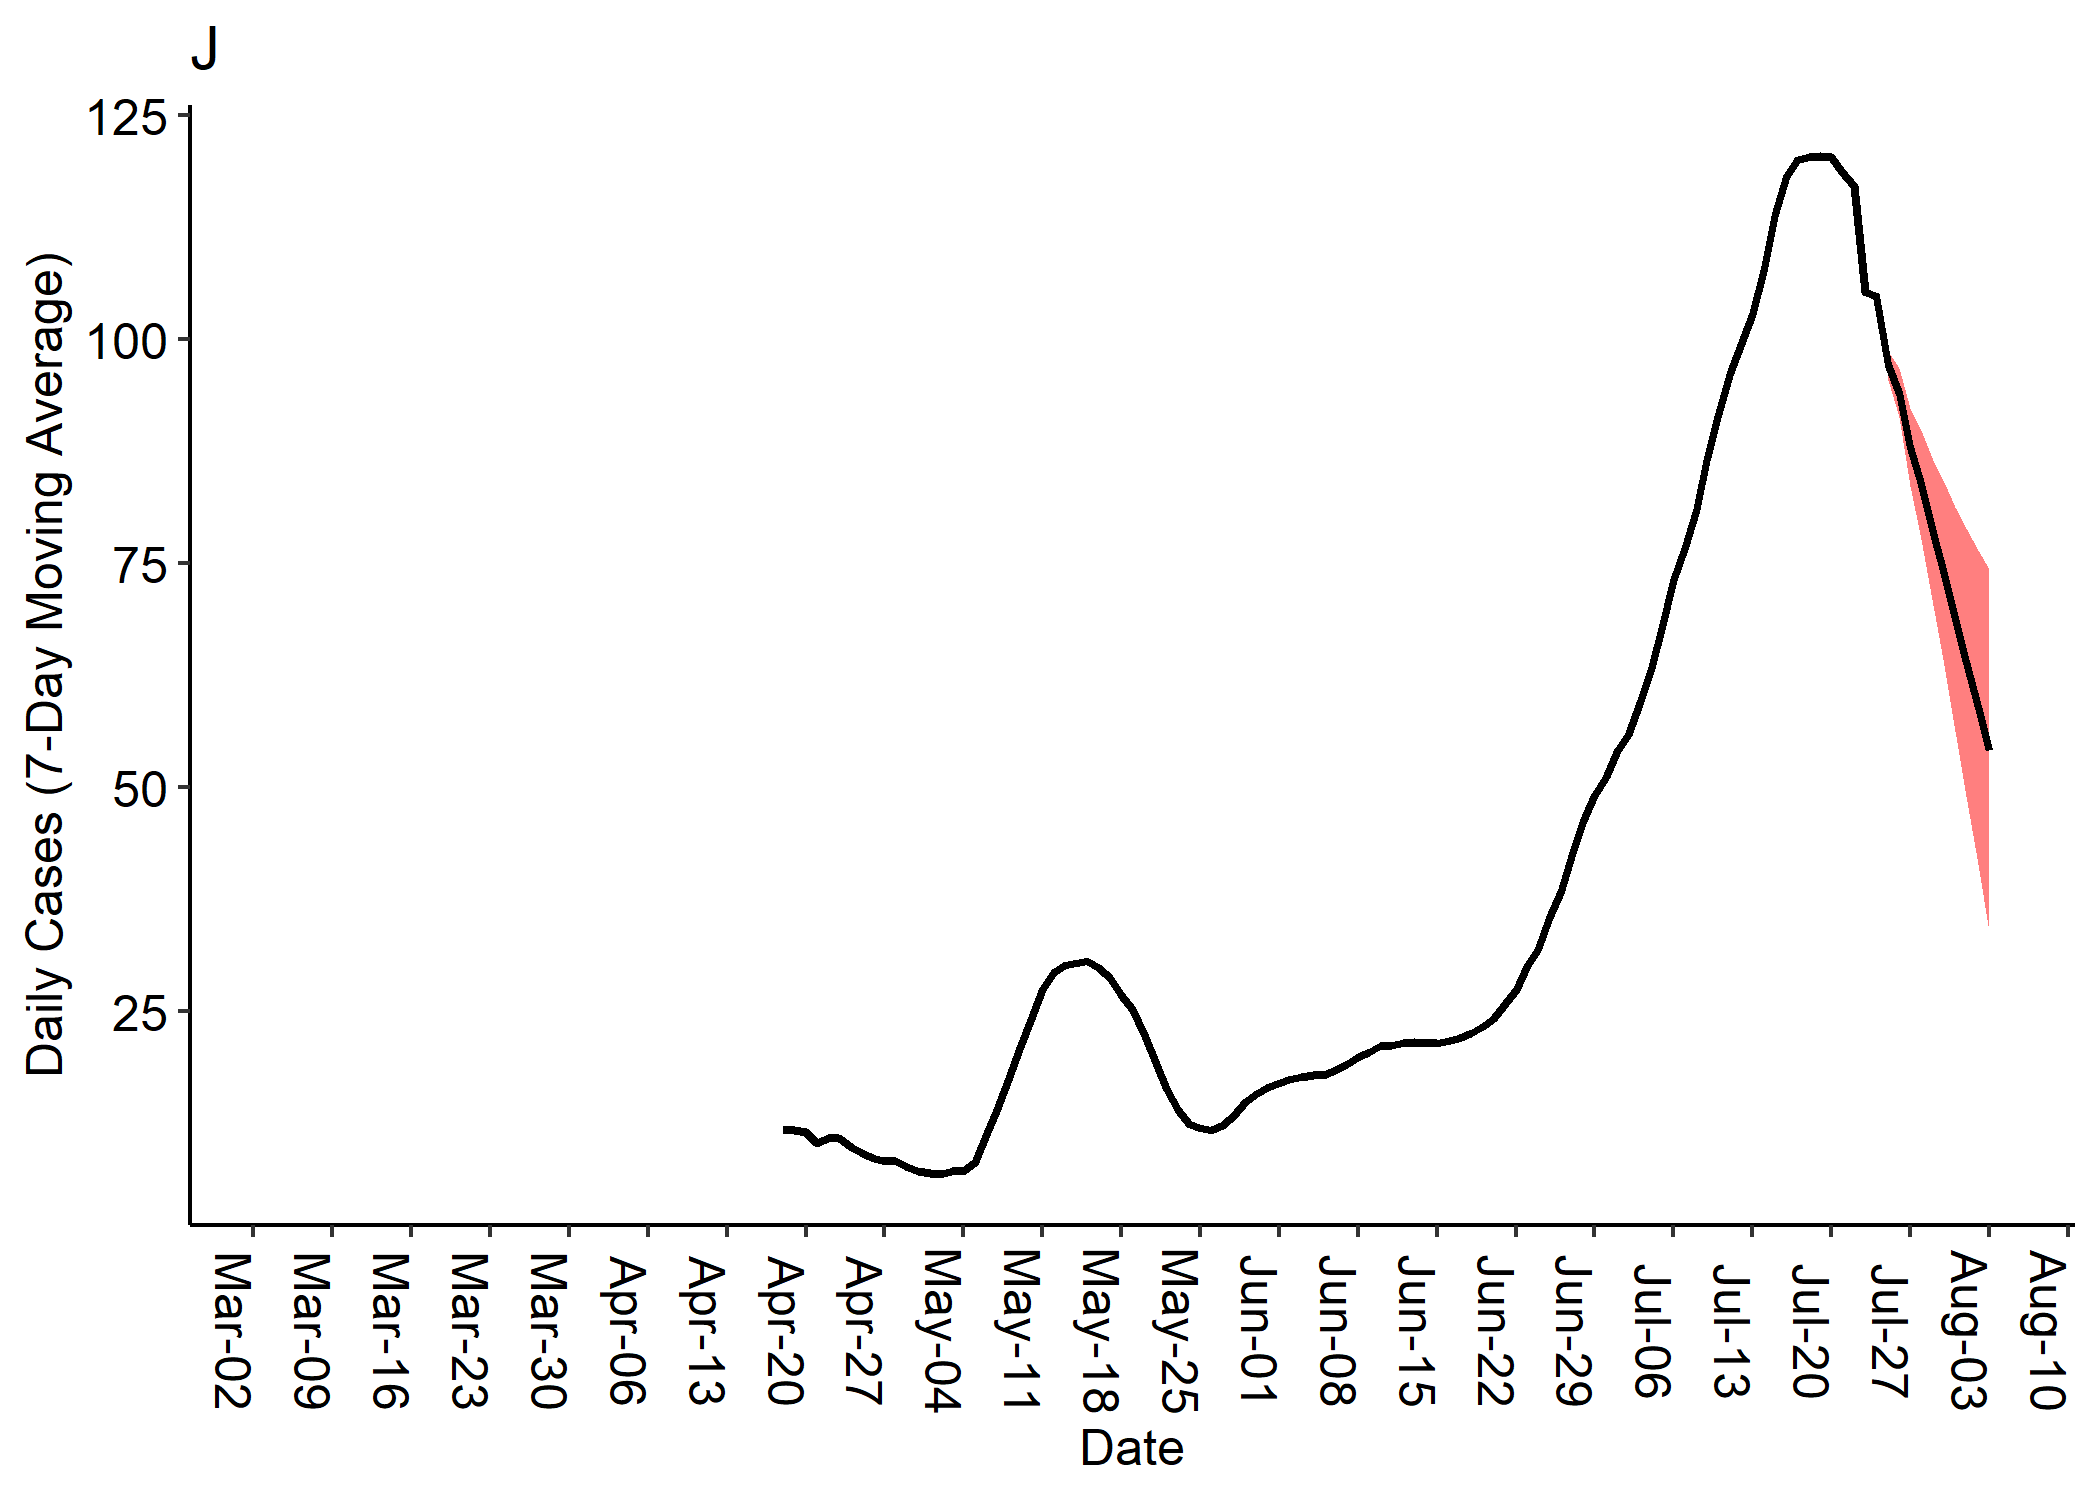 J
Daily Cases (7-Day Moving Average)
125
100
75
50
25
Mar-02
Mar-09
Mar-16
Mar-23
Mar-30
Apr-06
Apr-13
Apr-20
Apr-27
May-04
May-11
May-18
May-25
Jun-01
Jun-08
Jun-15
Jun-22
Jun-29
Jul-06
Jul-13
Jul-20
Jul-27
Aug-03
Aug-10
Date